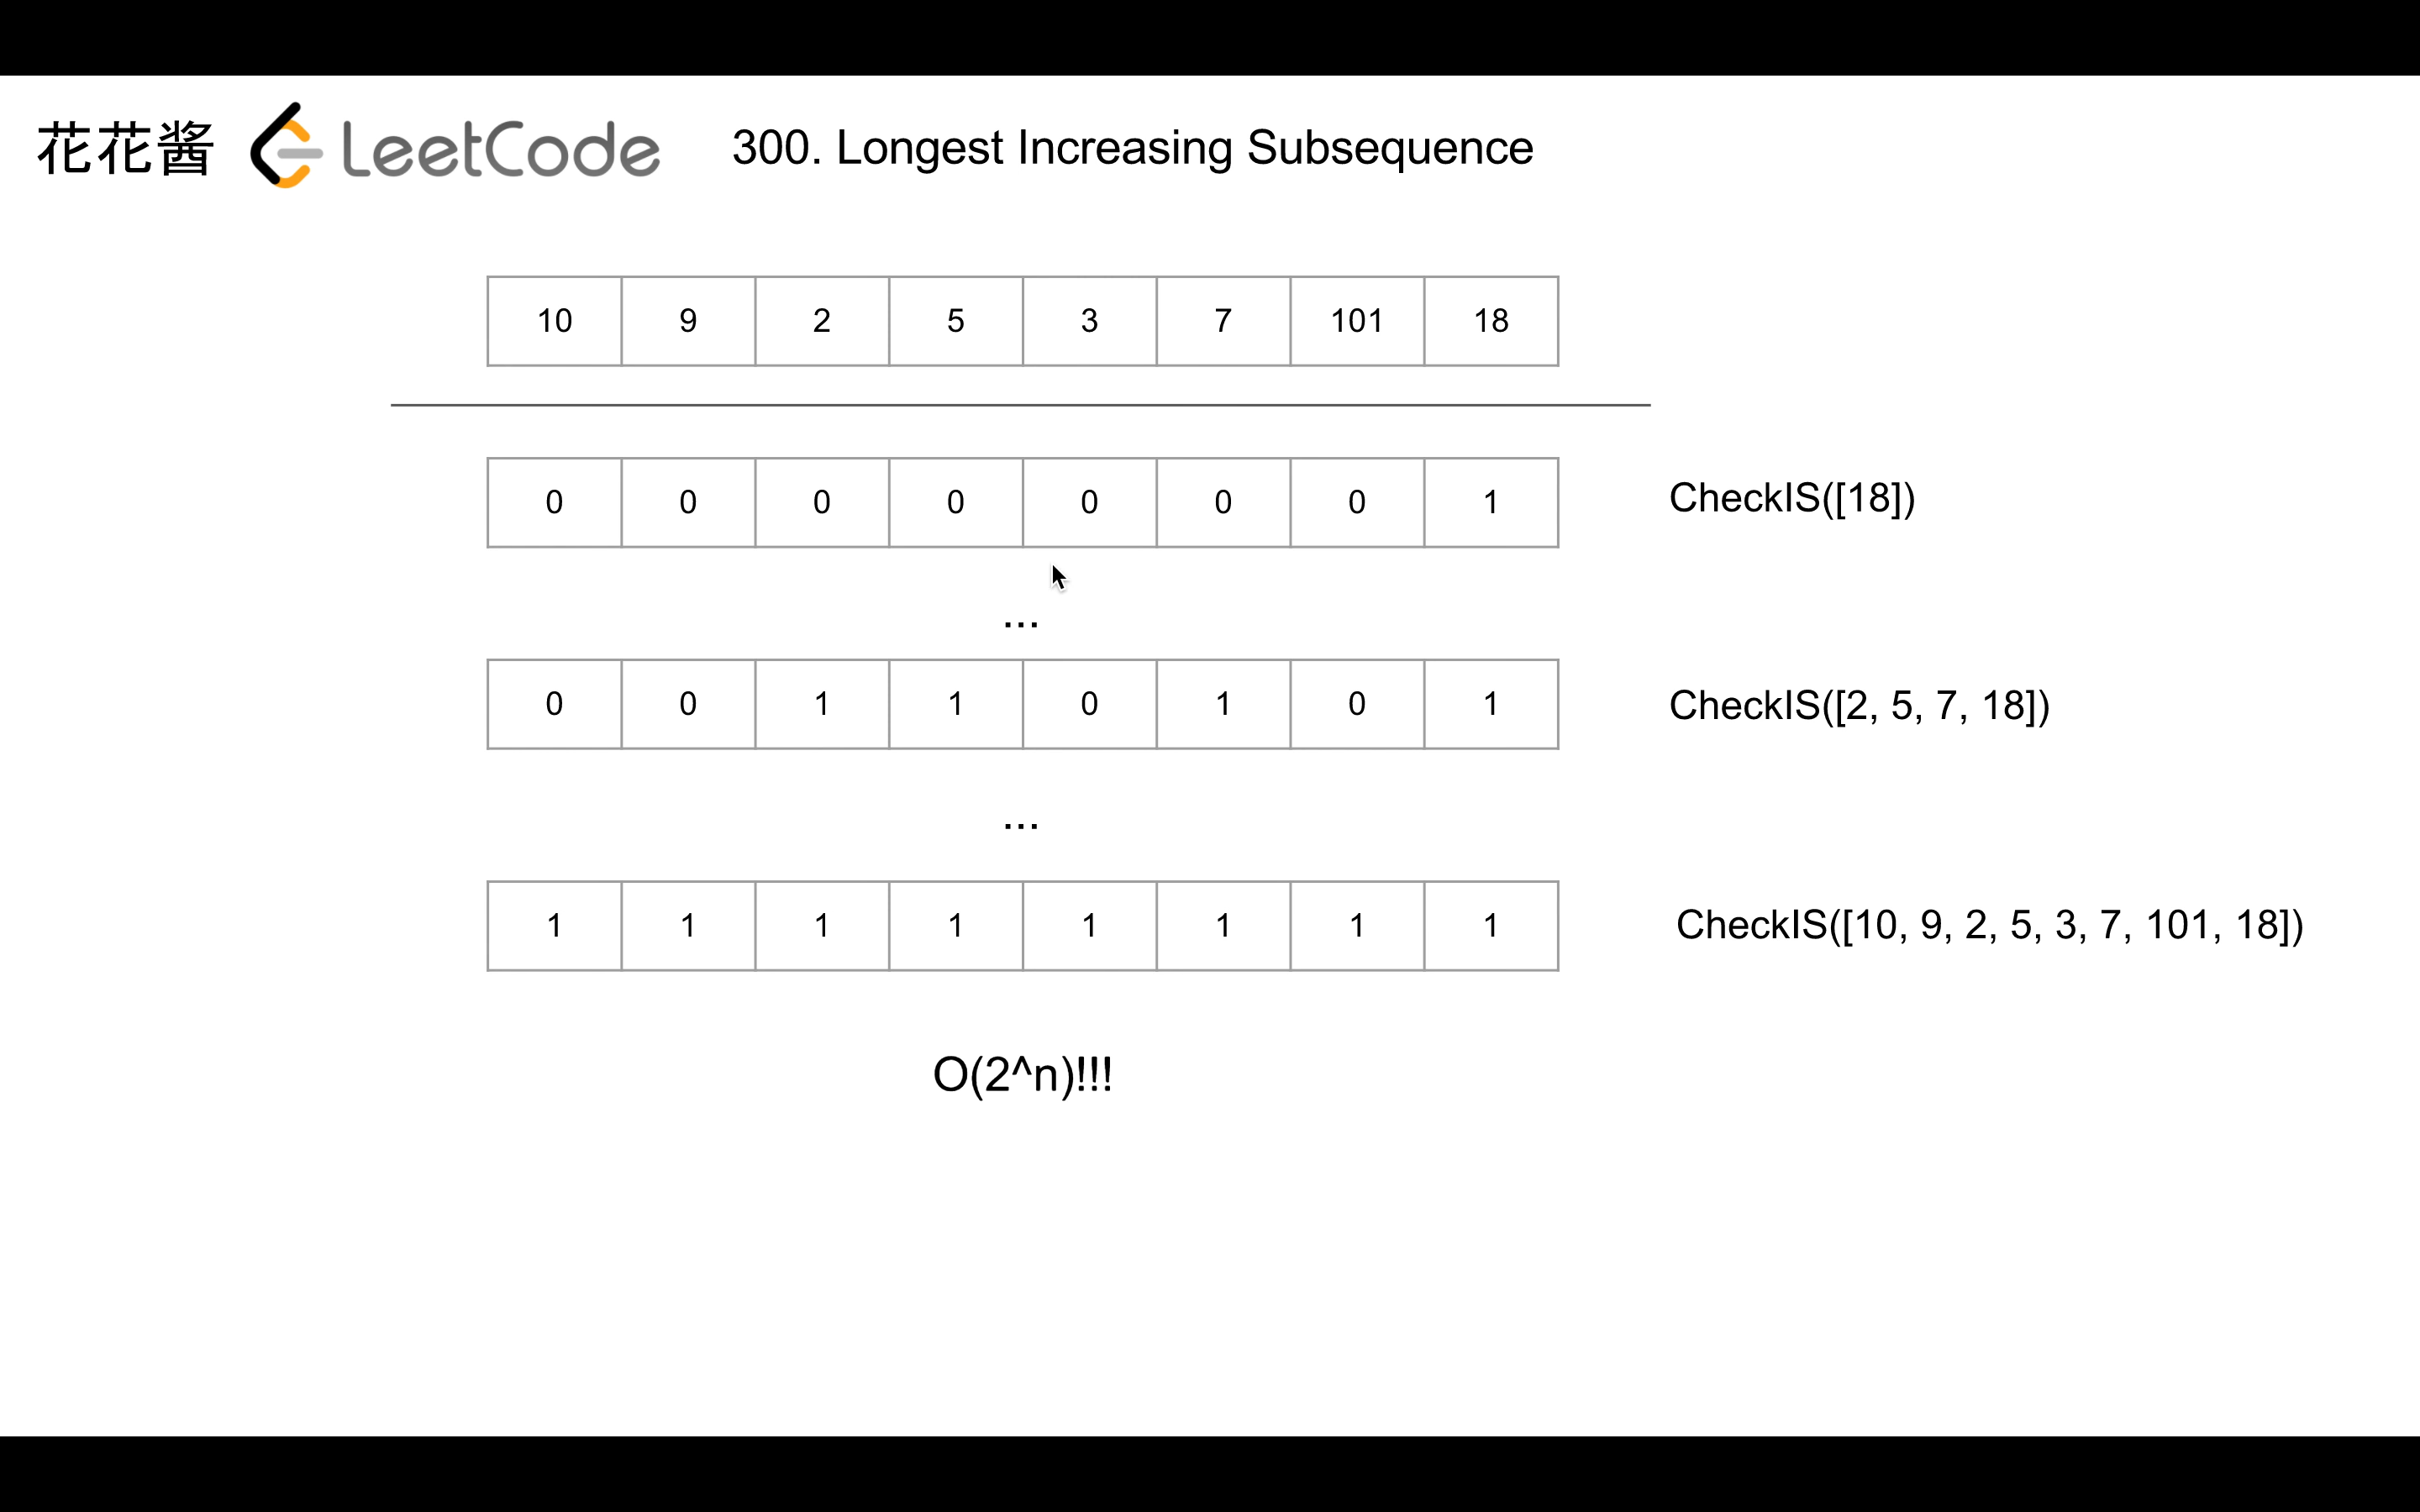 花花酱 LeetCode 300. Longest Increasing Subsequence
10 9 2 5 3 7 101 18
0 0 0 0 0 0 0 1 CheckIS([18])
...
0 0 1 1 0 1 0 1 CheckIS([2, 5, 7, 18])
...
1 1 1 1 1 1 1 1 CheckIS([10, 9, 2, 5, 3, 7, 101, 18])
O(2^n)!!!